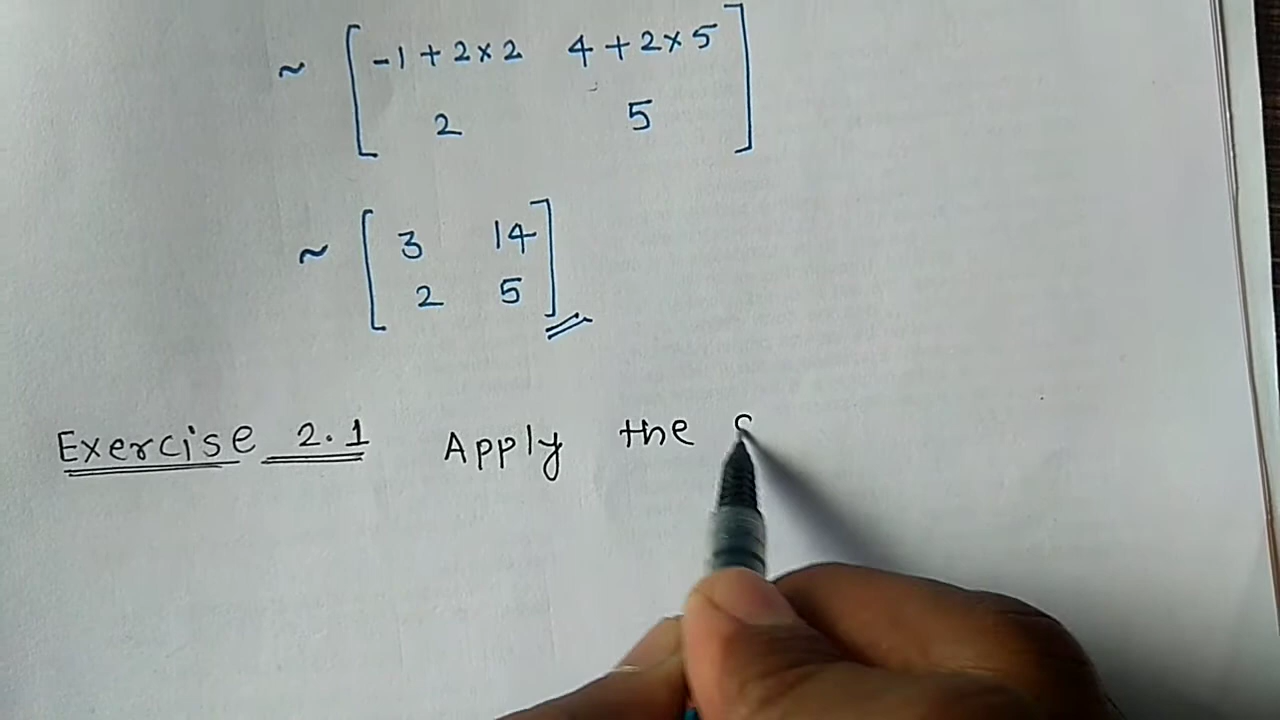 ~ [ -1 + 2 × 2 4 + 2 × 5 ]
2 5
~ [ 3 14 ]
2 5
Exercise 2.1 Apply the